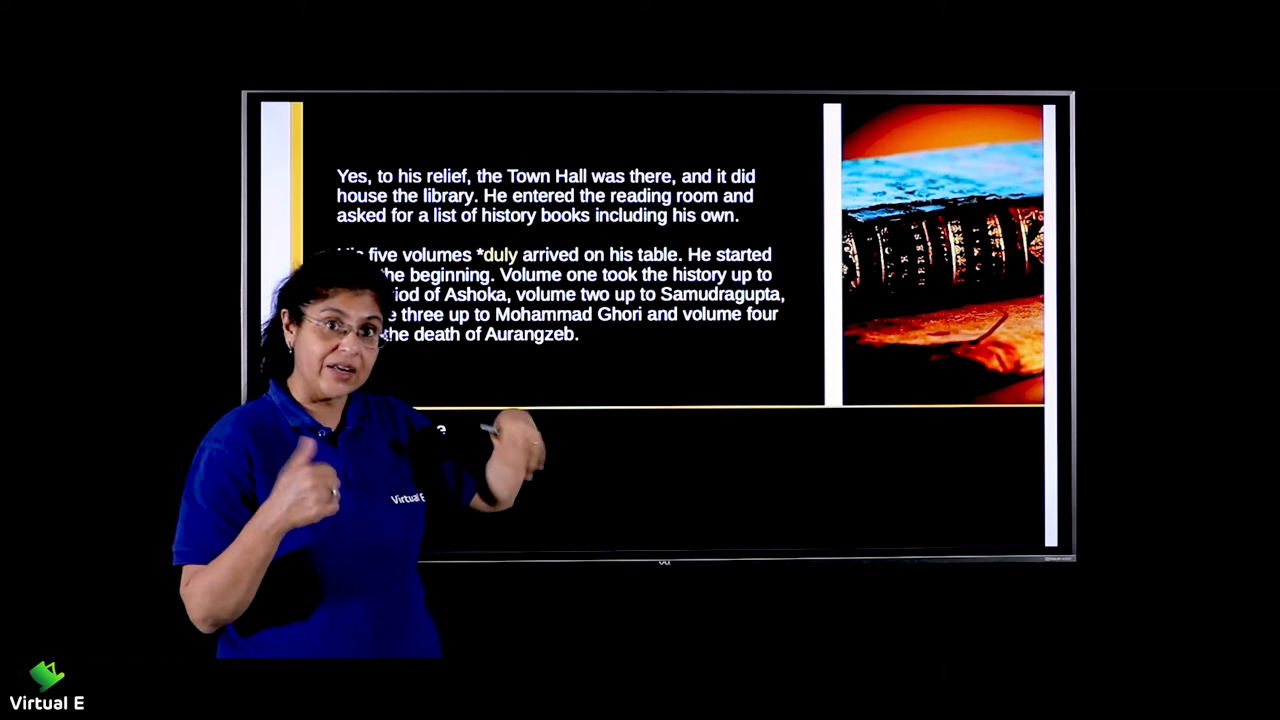 Yes, to his relief, the Town Hall was there, and it did
house the library. He entered the reading room and
asked for a list of history books including his own.
five volumes *duly arrived on his table. He started
the beginning. Volume one took the history up to
of Ashoka, volume two up to Samudragupta,
three up to Mohammad Ghori and volume four
the death of Aurangzeb.
Virtual E
Virtual E